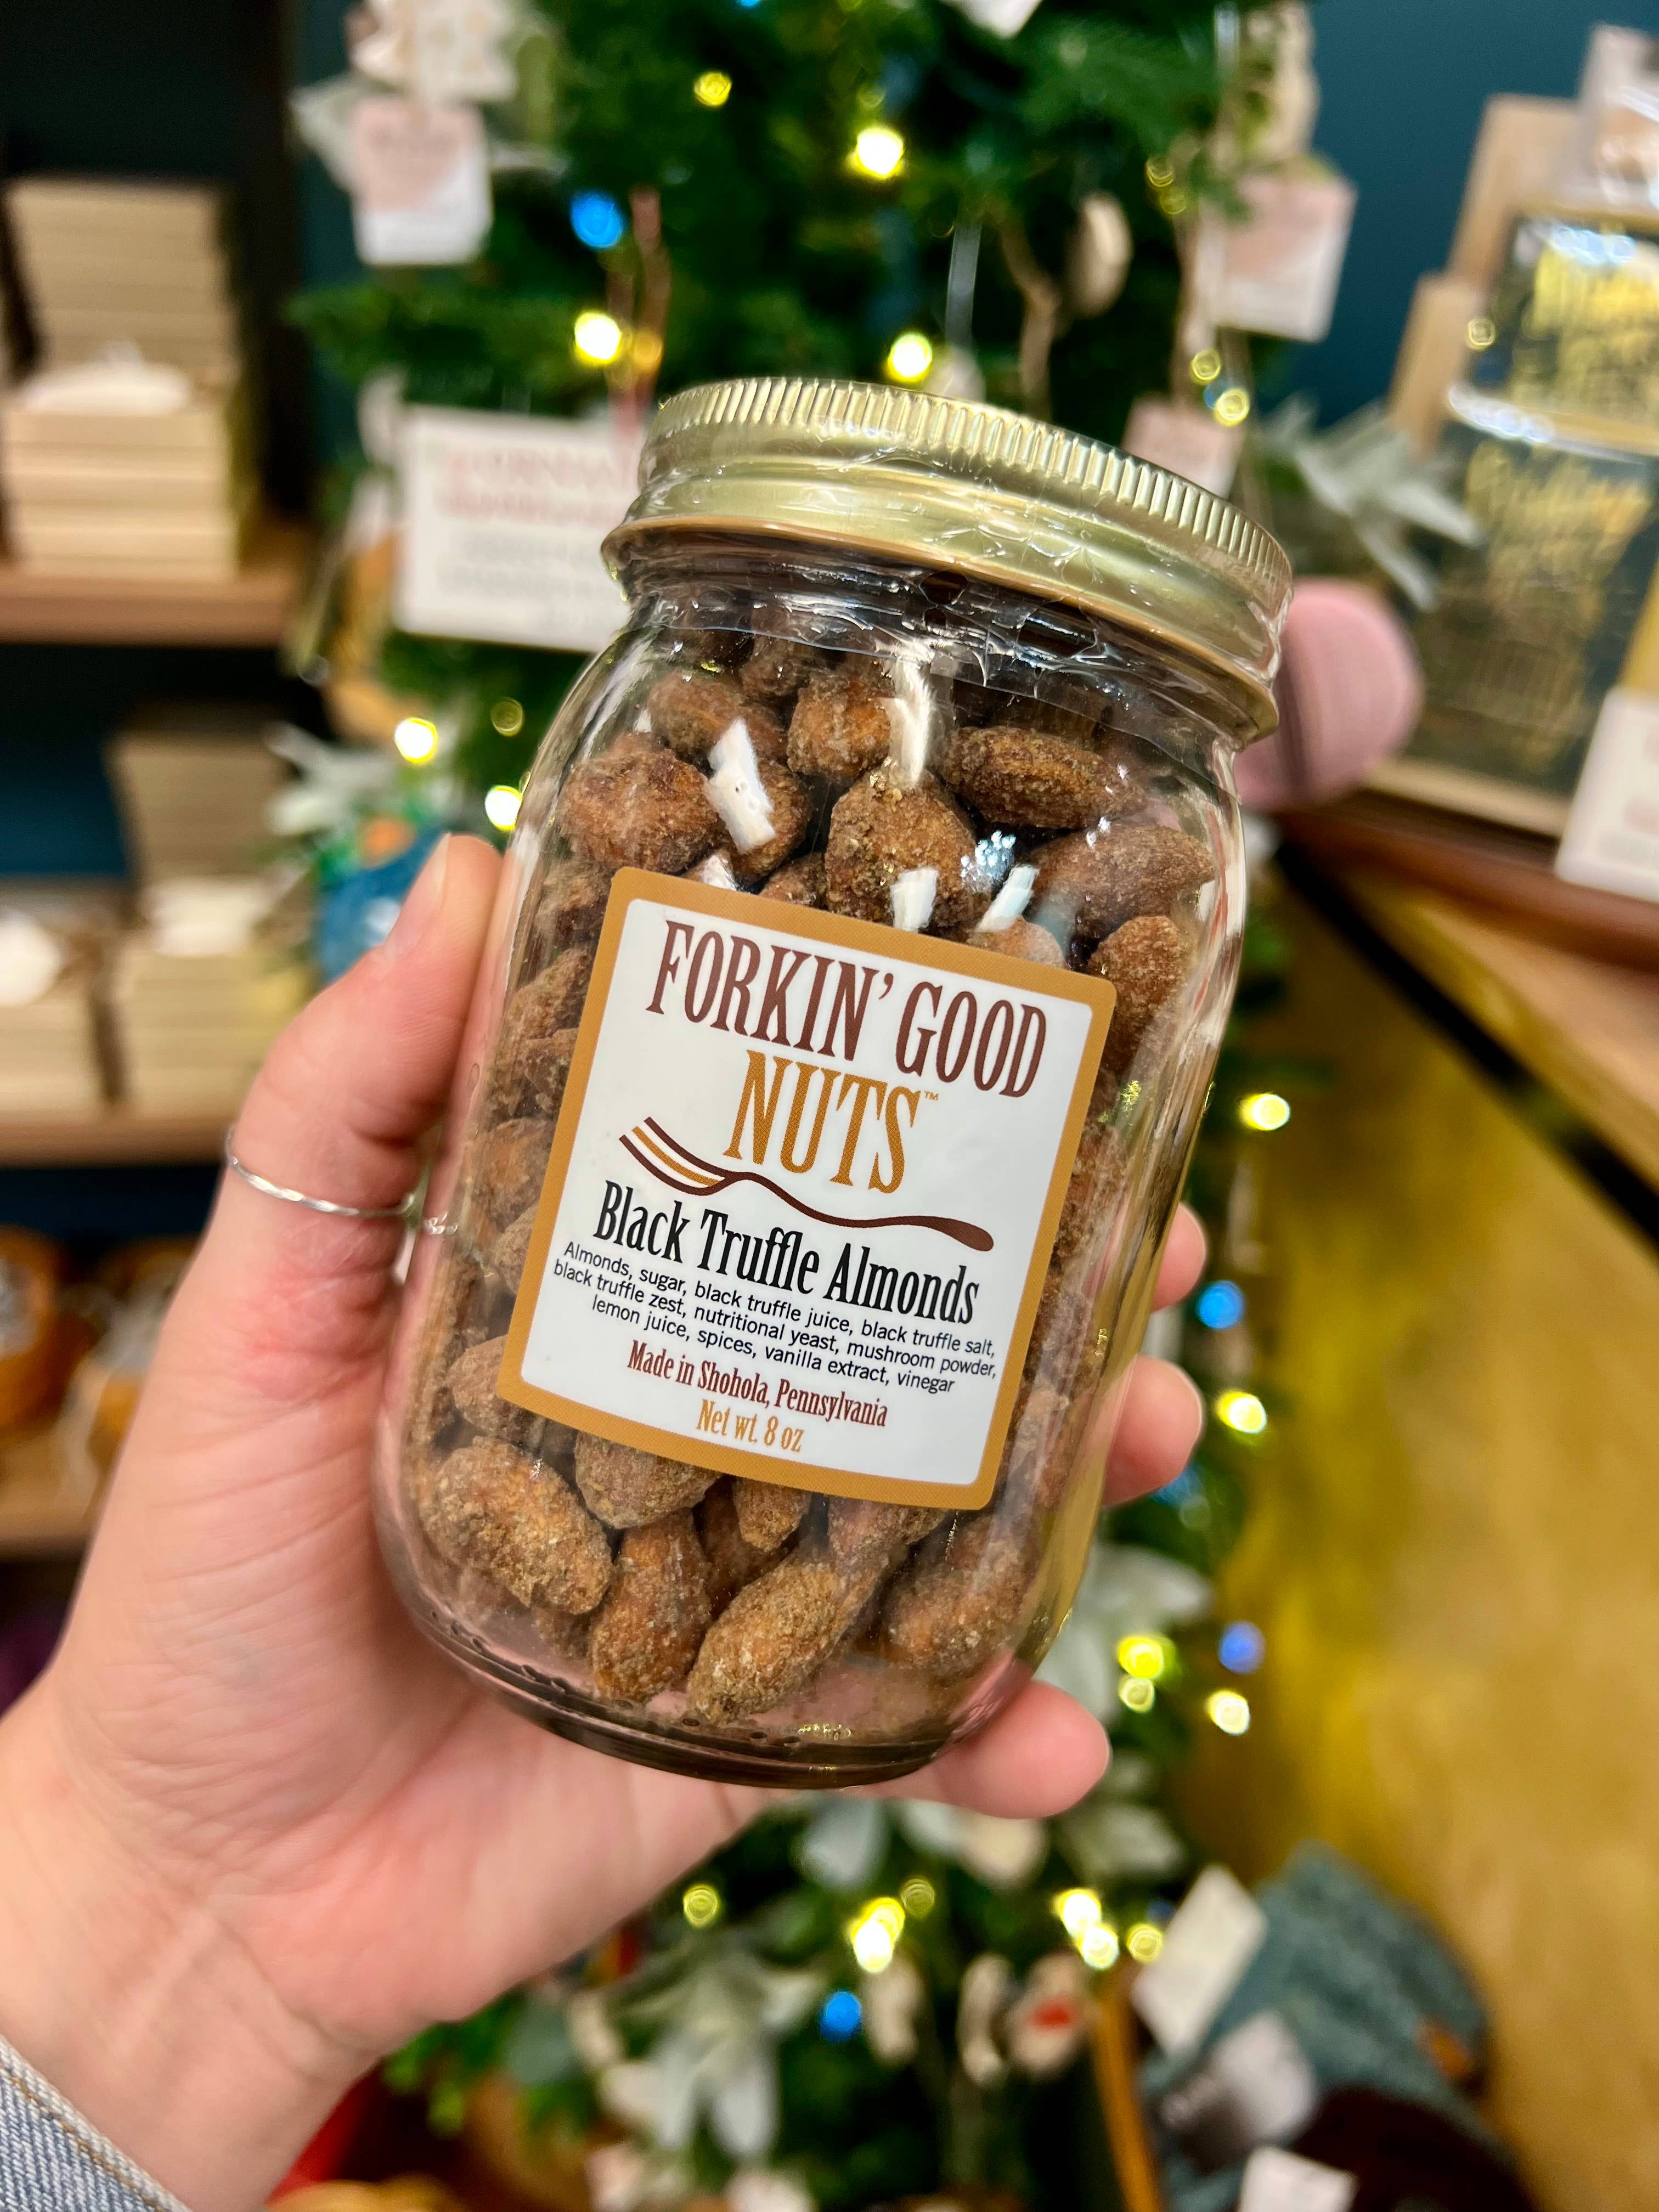 FORKIN' GOOD
NUTS™
Black Truffle Almonds
Almonds, sugar, black truffle juice, black truffle salt,
black truffle zest, nutritional yeast, mushroom powder,
lemon juice, spices, vanilla extract, vinegar
Made in Shohola, Pennsylvania
Net wt. 8 oz